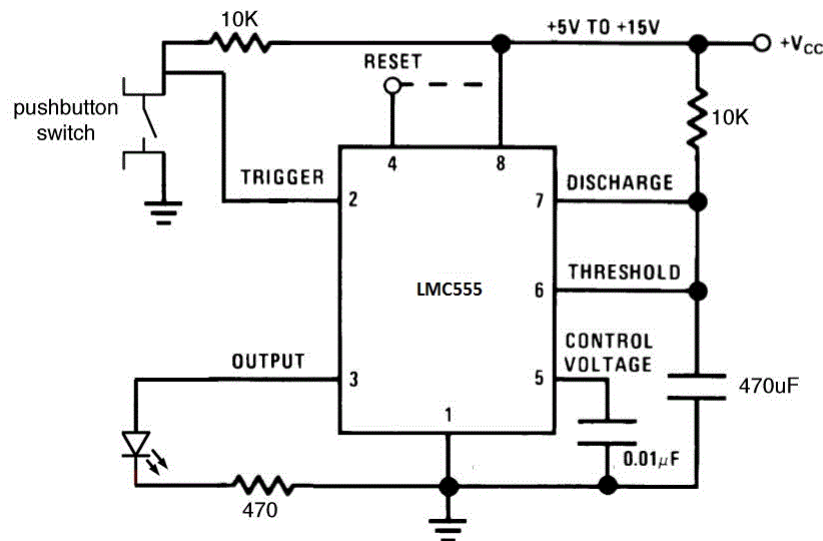 10K
+5V TO +15V
+VCC
RESET
pushbutton
switch
10K
4
8
TRIGGER
2
7
DISCHARGE
LMC555
6
THRESHOLD
OUTPUT
3
5
CONTROL
VOLTAGE
470uF
1
0.01µF
470